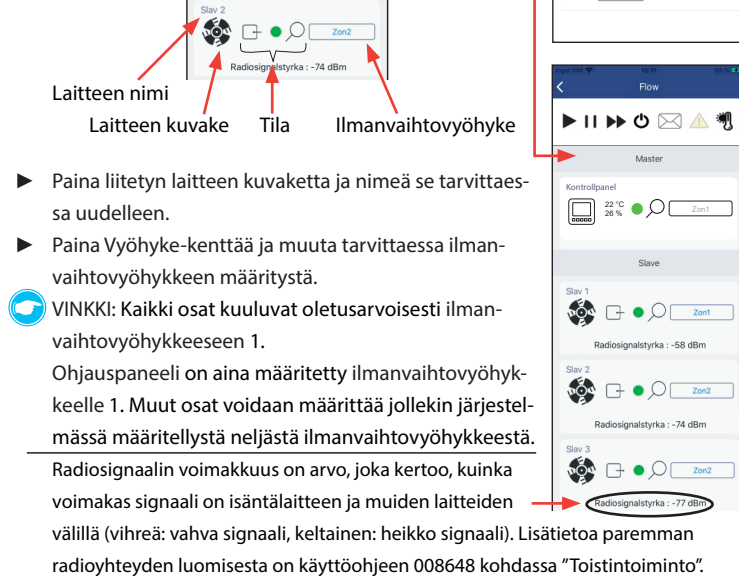 Slav 2
Zon2
Radiosignalstyrka : -74 dBm
Laitteen nimi
Laitteen kuvake Tila Ilmanvaihtovyöhyke
► Paina liitetyn laitteen kuvaketta ja nimeä se tarvittaes-
sa uudelleen.
► Paina Vyöhyke-kenttää ja muuta tarvittaessa ilman-
vaihtovyöhykkeen määritystä.
VINKKI: Kaikki osat kuuluvat oletusarvoisesti ilman-
vaihtovyöhykkeeseen 1.
Ohjauspaneeli on aina määritetty ilmanvaihtovyöhyk-
keelle 1. Muut osat voidaan määrittää jollekin järjestel-
mässä määritellystä neljästä ilmanvaihtovyöhykkeestä.
Radiosignaalin voimakkuus on arvo, joka kertoo, kuinka
voimakas signaali on isäntälaitteen ja muiden laitteiden
välillä (vihreä: vahva signaali, keltainen: heikko signaali). Lisätietoa paremman
radioyhteyden luomisesta on käyttöohjeen 008648 kohdassa ”Toistintoiminto”.
Inget SIM 15:11 66 %
Flow
Master
Kontrollpanel
22 °C
26 %
Zon1
Slave
Slav 1
Zon1
Radiosignalstyrka : -58 dBm
Slav 2
Zon2
Radiosignalstyrka : -74 dBm
Slav 3
Zon2
Radiosignalstyrka : -77 dBm